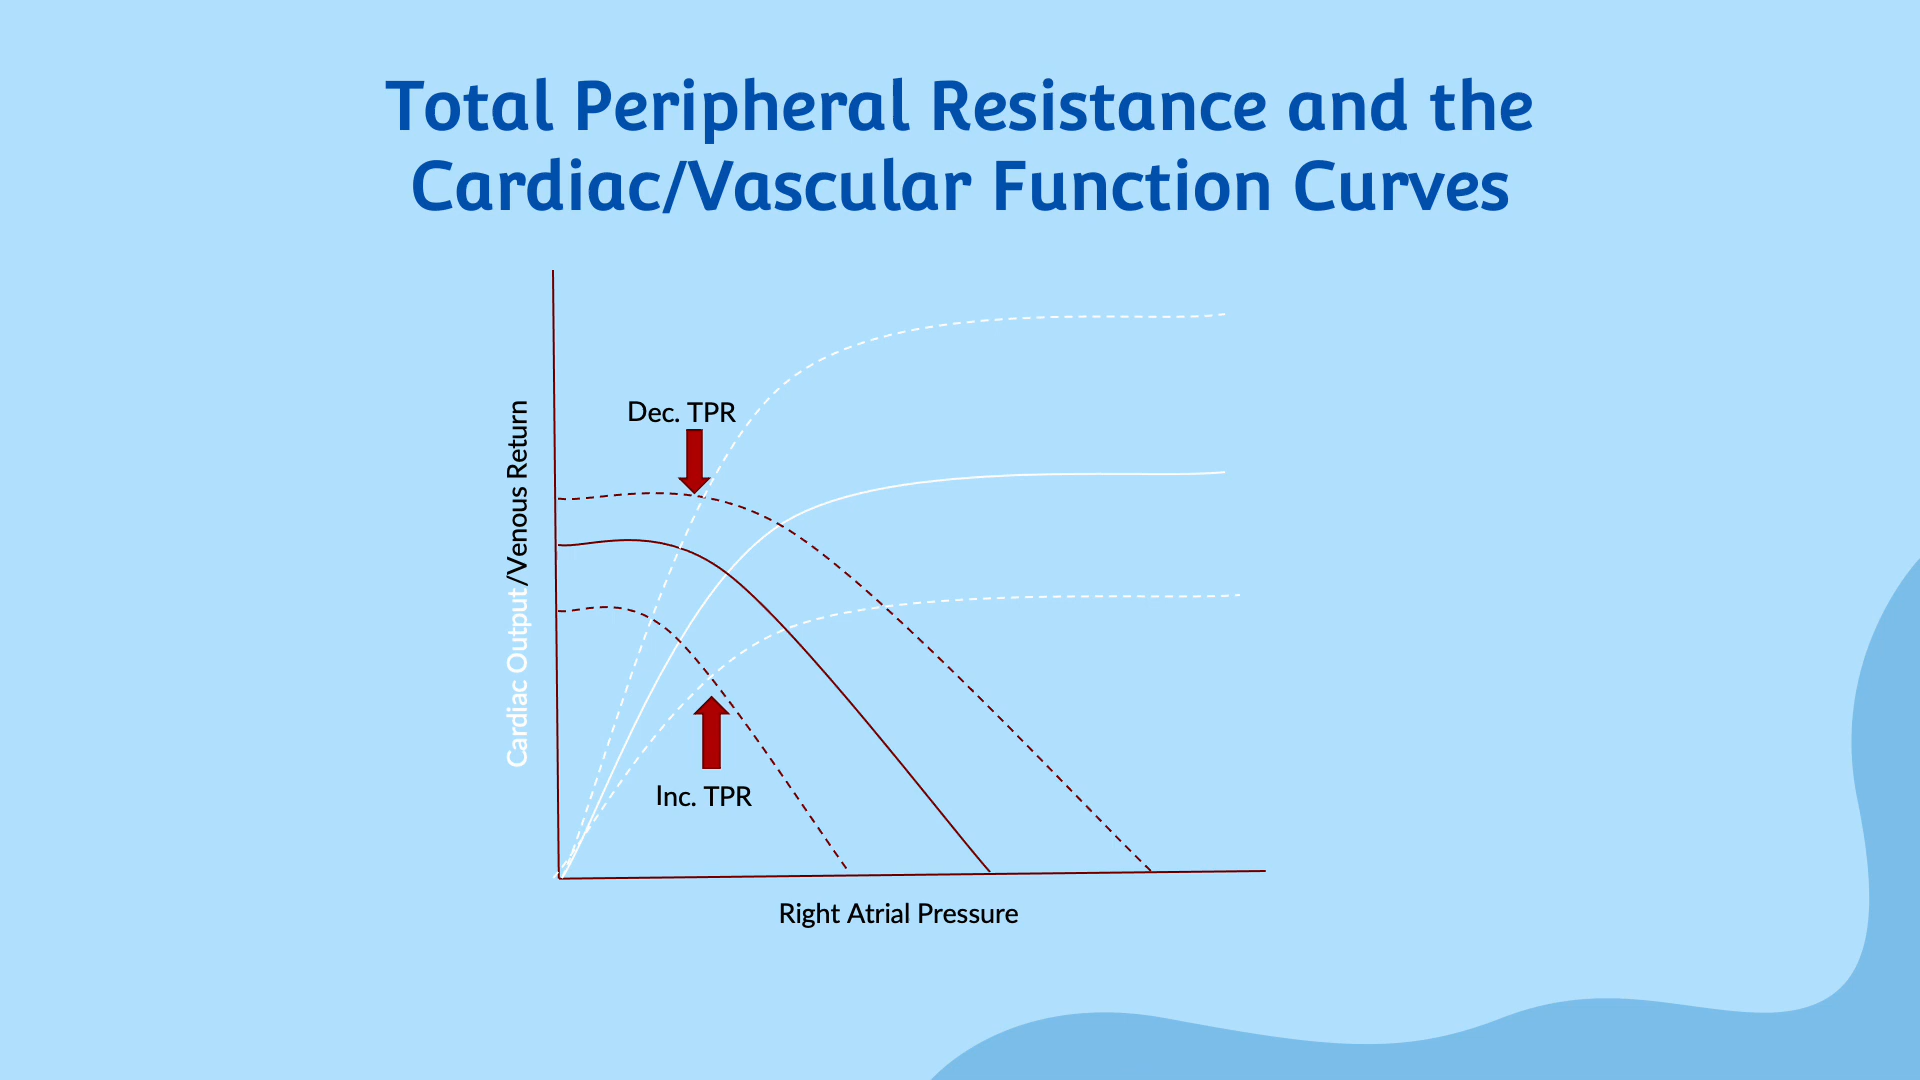 Total Peripheral Resistance and the
Cardiac/Vascular Function Curves
Dec. TPR
Cardiac Output/Venous Return
Inc. TPR
Right Atrial Pressure